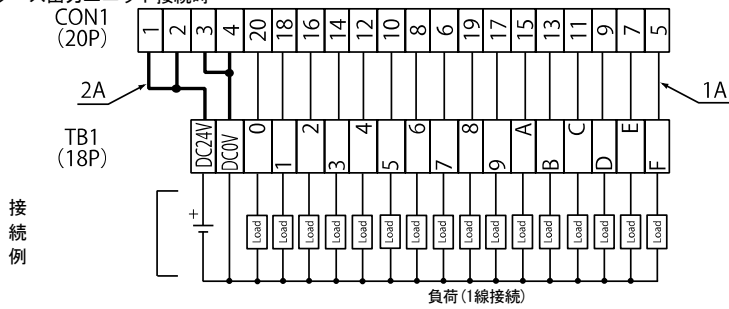 CON1
(20P)
1 2 3 4 20 18 16 14 12 10 8 6 19 17 15 13 11 9 7 5
2A
1A
TB1
(18P)
DC24V DC0V 0 1 2 3 4 5 6 7 8 9 A B C D E F
接続例
+
Load Load Load Load Load Load Load Load Load Load Load Load Load Load Load Load
負荷(1線接続)